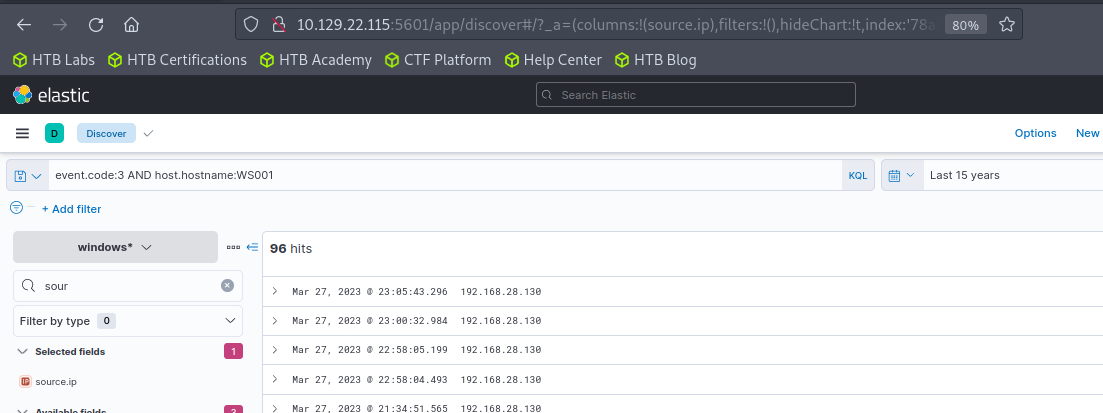 10.129.22.115:5601/app/discover#/?_a=(columns:!(source.ip),filters:!(),hideChart:!t,index:'78a
80%
HTB Labs HTB Certifications HTB Academy CTF Platform Help Center HTB Blog
elastic
Search Elastic
D Discover Options New
event.code:3 AND host.hostname:WS001 KQL Last 15 years
+ Add filter
windows*
96 hits
sour
Mar 27, 2023 @ 23:05:43.296 192.168.28.130
Filter by type 0
Mar 27, 2023 @ 23:00:32.984 192.168.28.130
Selected fields 1
Mar 27, 2023 @ 22:58:05.199 192.168.28.130
IP source.ip
Mar 27, 2023 @ 22:58:04.493 192.168.28.130
Available fields
Mar 27, 2023 @ 21:34:51.565 192.168.28.130